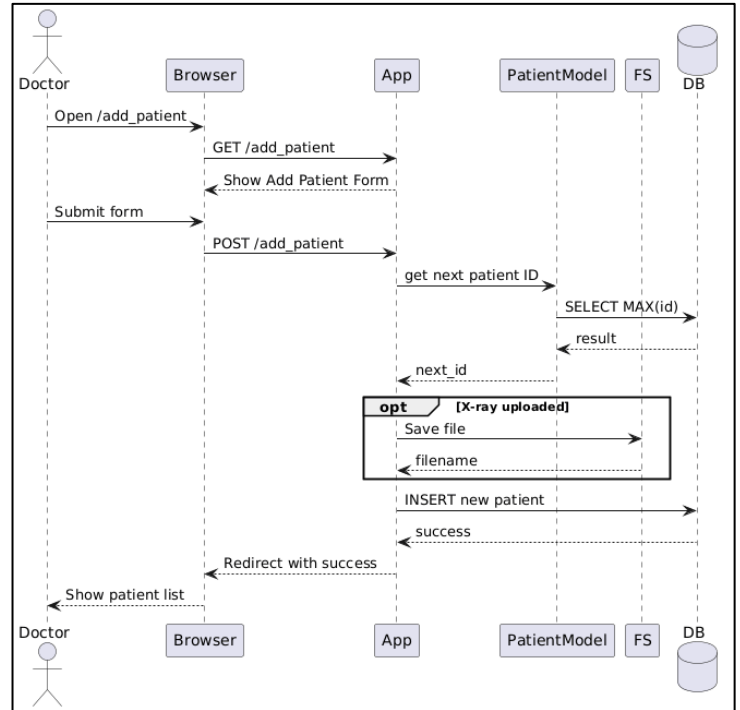 Doctor
Browser
App
PatientModel
FS
DB
Open /add_patient
GET /add_patient
Show Add Patient Form
Submit form
POST /add_patient
get next patient ID
SELECT MAX(id)
result
next_id
opt [X-ray uploaded]
Save file
filename
INSERT new patient
success
Redirect with success
Show patient list
Doctor
Browser
App
PatientModel
FS
DB